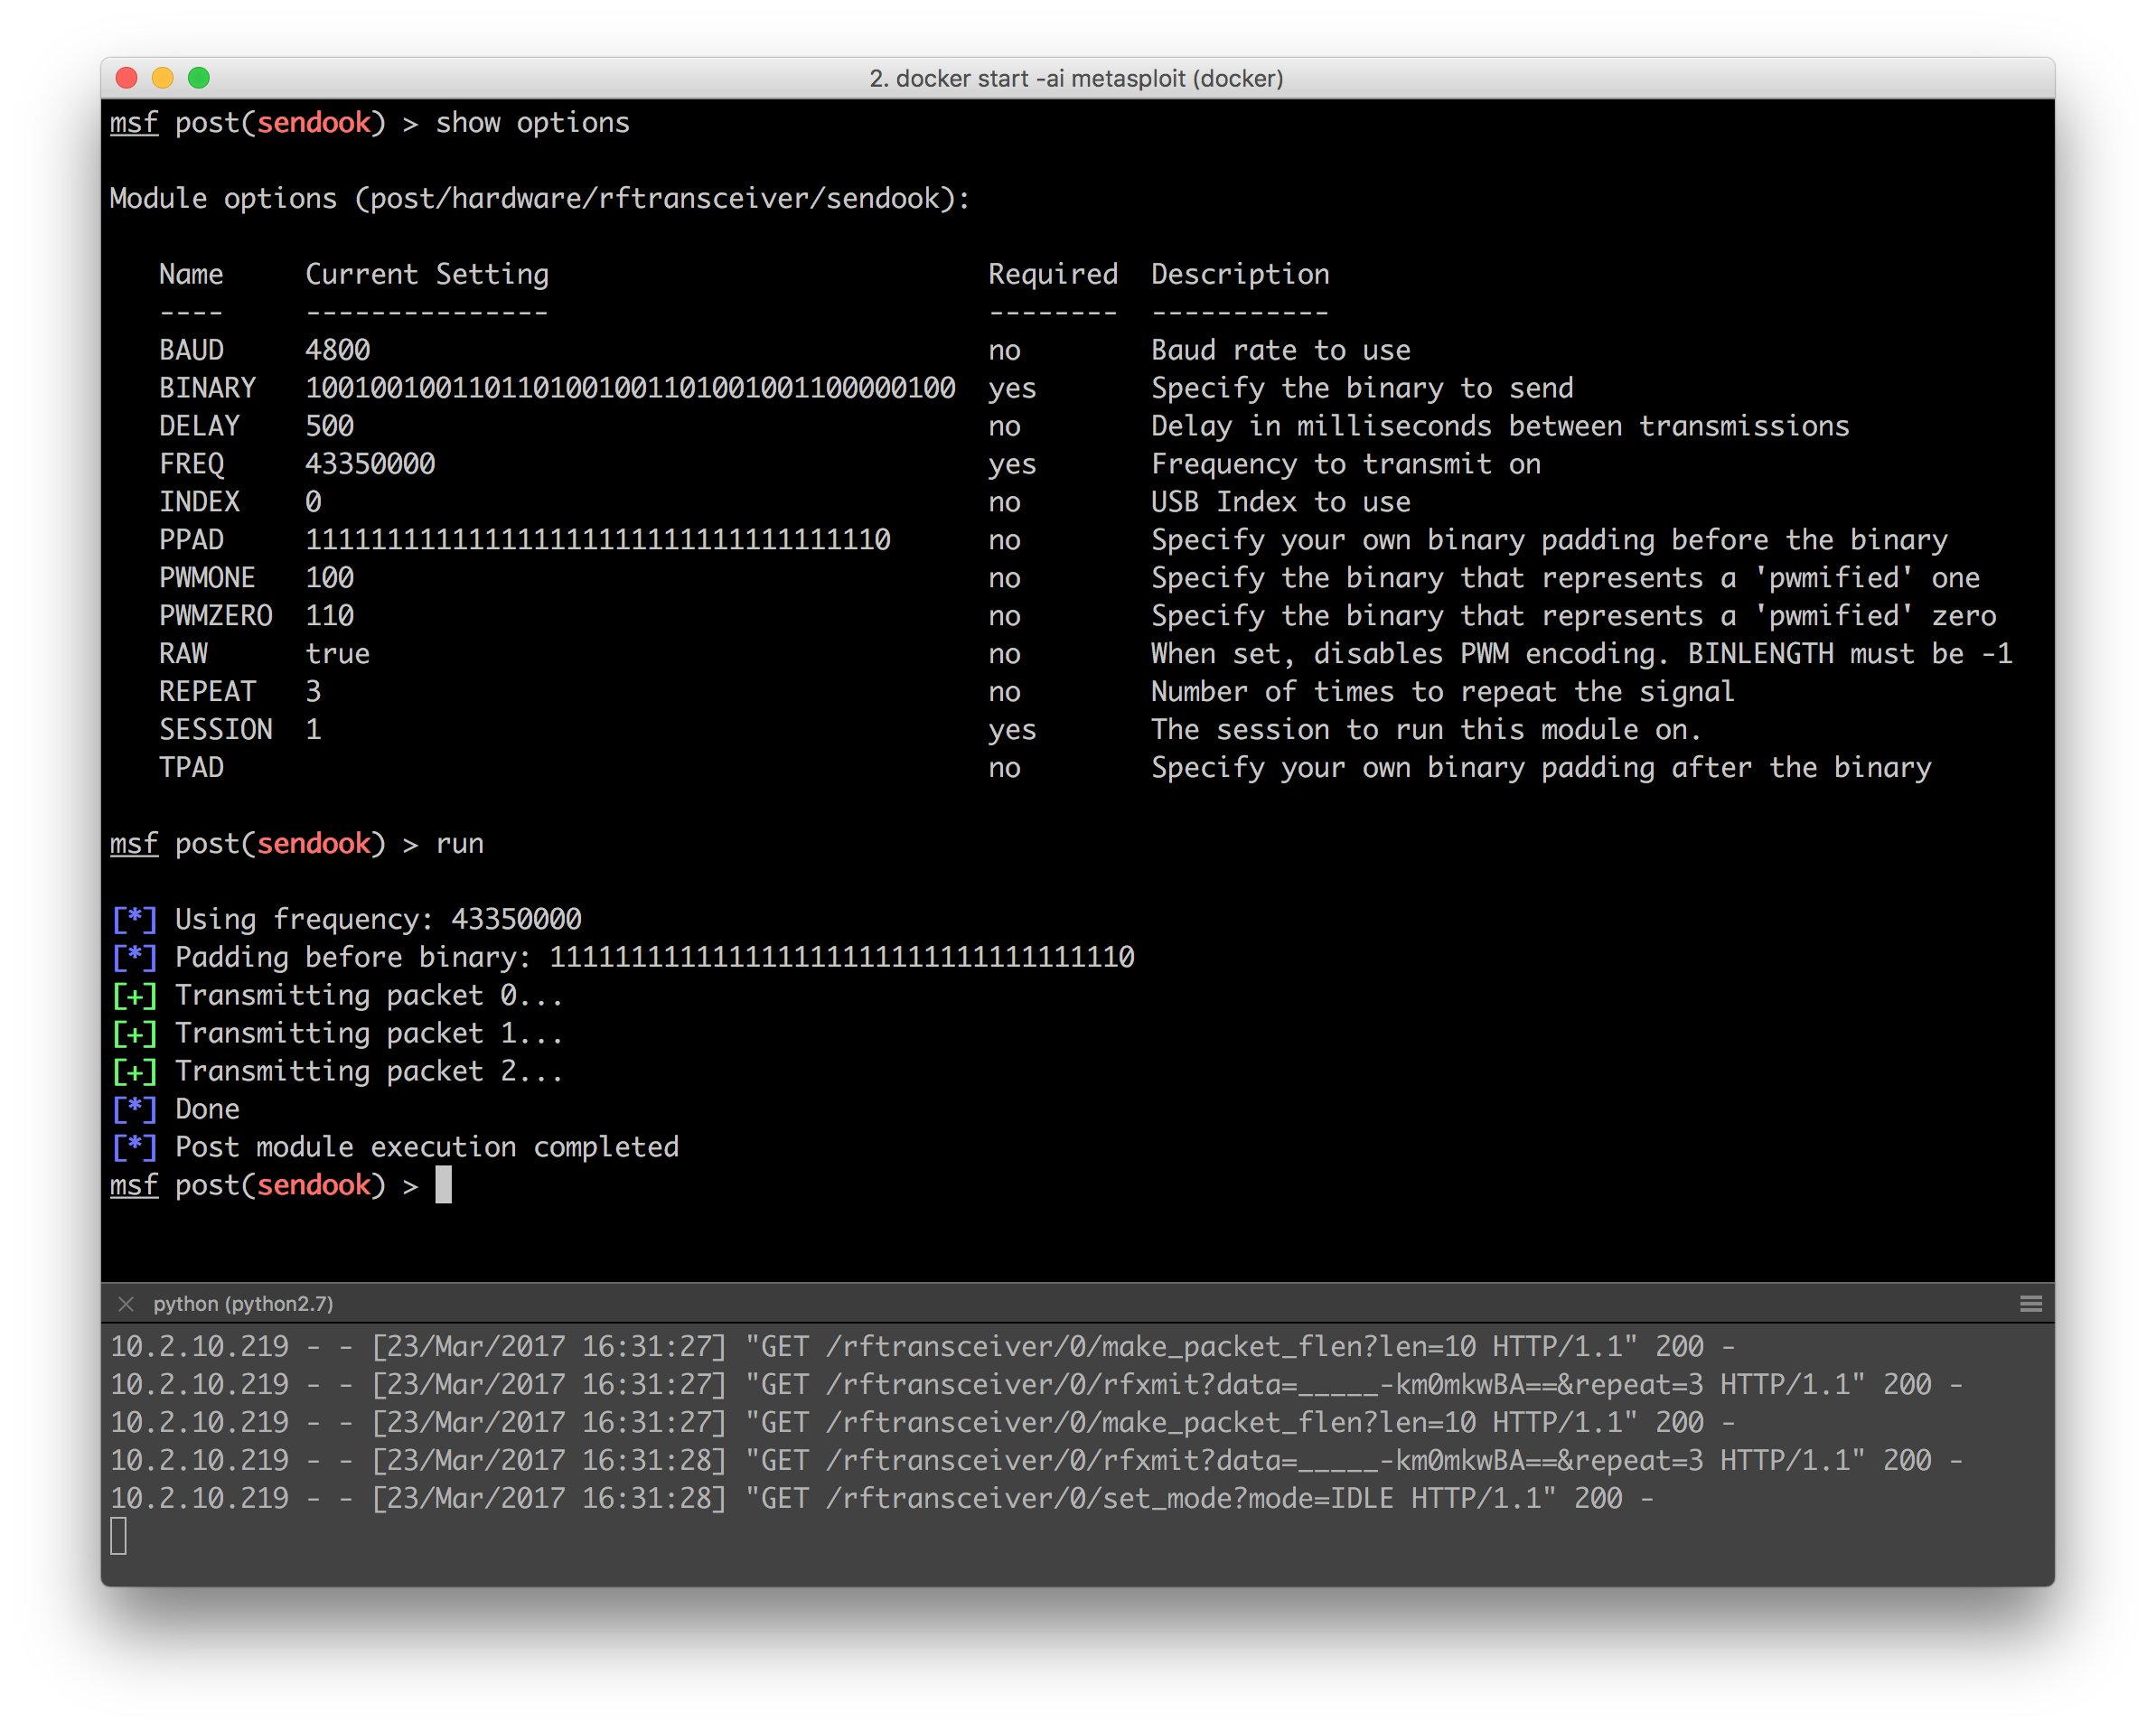 2. docker start -ai metasploit (docker)
msf post(sendook) > show options
Module options (post/hardware/rftransceiver/sendook):
Name Current Setting Required Description
---- --------------- -------- -----------
BAUD 4800 no Baud rate to use
BINARY 1001001001101101001001101001001100000100 yes Specify the binary to send
DELAY 500 no Delay in milliseconds between transmissions
FREQ 43350000 yes Frequency to transmit on
INDEX 0 no USB Index to use
PPAD 111111111111111111111111111111111110 no Specify your own binary padding before the binary
PWMONE 100 no Specify the binary that represents a 'pwmified' one
PWMZERO 110 no Specify the binary that represents a 'pwmified' zero
RAW true no When set, disables PWM encoding. BINLENGTH must be -1
REPEAT 3 no Number of times to repeat the signal
SESSION 1 yes The session to run this module on.
TPAD no Specify your own binary padding after the binary
msf post(sendook) > run
[*] Using frequency: 43350000
[*] Padding before binary: 111111111111111111111111111111111110
[+] Transmitting packet 0...
[+] Transmitting packet 1...
[+] Transmitting packet 2...
[*] Done
[*] Post module execution completed
msf post(sendook) >
python (python2.7)
10.2.10.219 - - [23/Mar/2017 16:31:27] "GET /rftransceiver/0/make_packet_flen?len=10 HTTP/1.1" 200 -
10.2.10.219 - - [23/Mar/2017 16:31:27] "GET /rftransceiver/0/rfxmit?data=_____-km0mkwBA==&repeat=3 HTTP/1.1" 200 -
10.2.10.219 - - [23/Mar/2017 16:31:27] "GET /rftransceiver/0/make_packet_flen?len=10 HTTP/1.1" 200 -
10.2.10.219 - - [23/Mar/2017 16:31:28] "GET /rftransceiver/0/rfxmit?data=_____-km0mkwBA==&repeat=3 HTTP/1.1" 200 -
10.2.10.219 - - [23/Mar/2017 16:31:28] "GET /rftransceiver/0/set_mode?mode=IDLE HTTP/1.1" 200 -